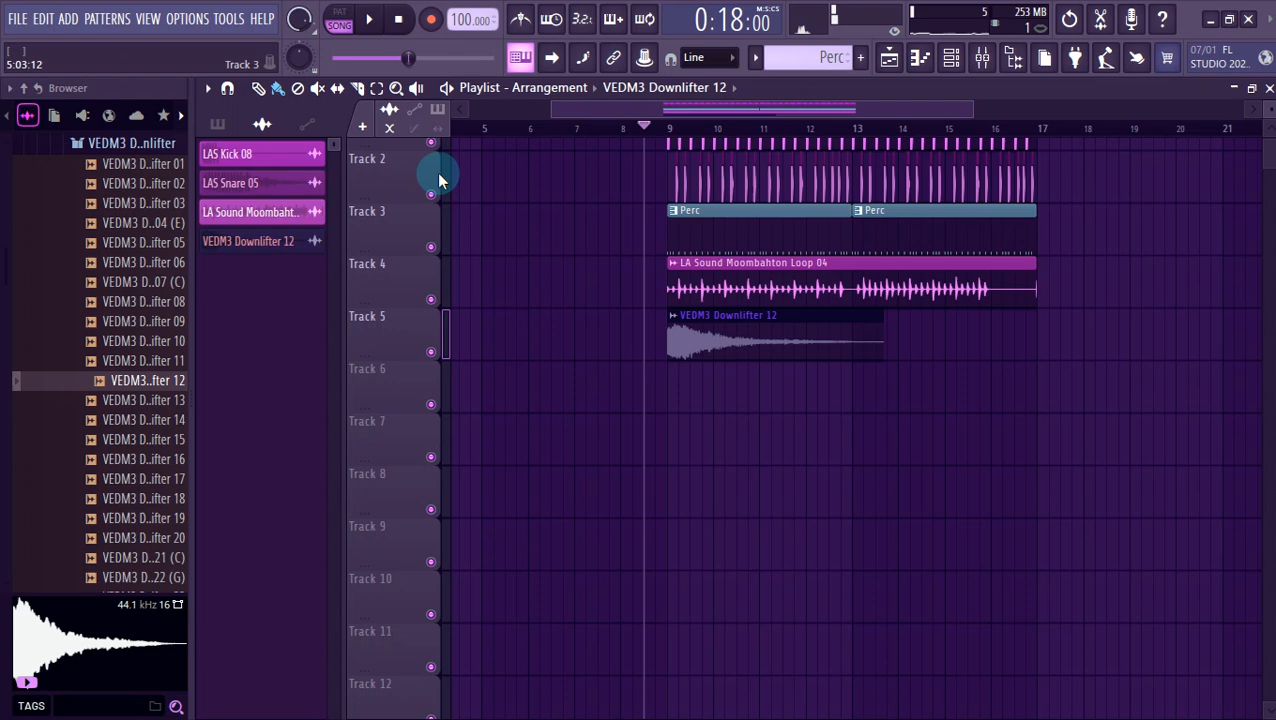 FILE EDIT ADD PATTERNS VIEW OPTIONS TOOLS HELP
PAT
SONG
100.000
3.2
0:18:00
M:S:CS
5
253 MB
1
[ ]
5:03:12
Track 3
Line
Perc
07/01 FL
STUDIO 202...
Browser
Playlist - Arrangement
VEDM3 Downlifter 12
VEDM3 D..nlifter
VEDM3 D..ifter 01
VEDM3 D..ifter 02
VEDM3 D..ifter 03
VEDM3 D..04 (E)
VEDM3 D..ifter 05
VEDM3 D..ifter 06
VEDM3 D..07 (C)
VEDM3 D..ifter 08
VEDM3 D..ifter 09
VEDM3 D..ifter 10
VEDM3 D..ifter 11
VEDM3..fter 12
VEDM3 D..ifter 13
VEDM3 D..ifter 14
VEDM3 D..ifter 15
VEDM3 D..ifter 16
VEDM3 D..ifter 17
VEDM3 D..ifter 18
VEDM3 D..ifter 19
VEDM3 D..ifter 20
VEDM3 D..21 (C)
VEDM3 D..22 (G)
44.1 kHz 16
TAGS
LAS Kick 08
LAS Snare 05
LA Sound Moombaht..
VEDM3 Downlifter 12
5 6 7 8 9 10 11 12 13 14 15 16 17 18 19 20 21
Track 2
Track 3
Perc
Perc
Track 4
LA Sound Moombahton Loop 04
Track 5
VEDM3 Downlifter 12
Track 6
Track 7
Track 8
Track 9
Track 10
Track 11
Track 12